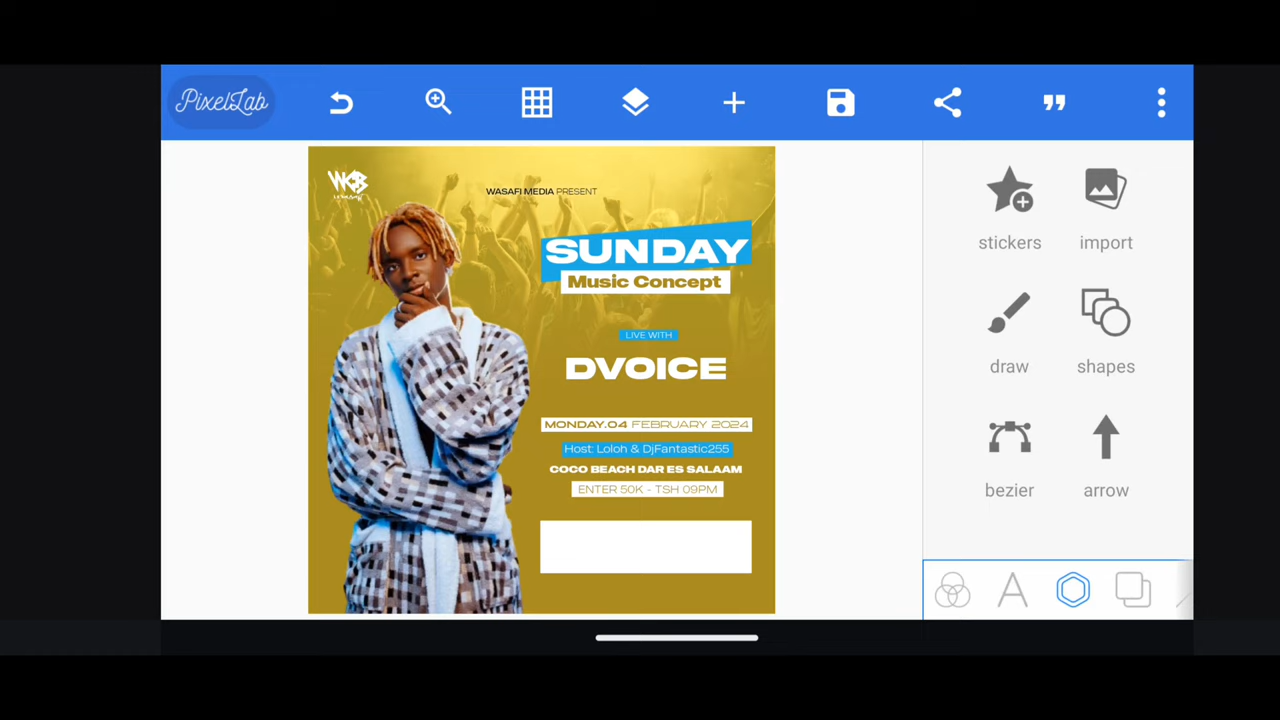 PixelLab
WCB
WASAFI MEDIA PRESENT
SUNDAY
Music Concept
LIVE WITH
DVOICE
MONDAY.04 FEBRUARY 2024
Host: Loloh & DjFantastic255
COCO BEACH DAR ES SALAAM
ENTER 50K - TSH 09PM
stickers
import
draw
shapes
bezier
arrow